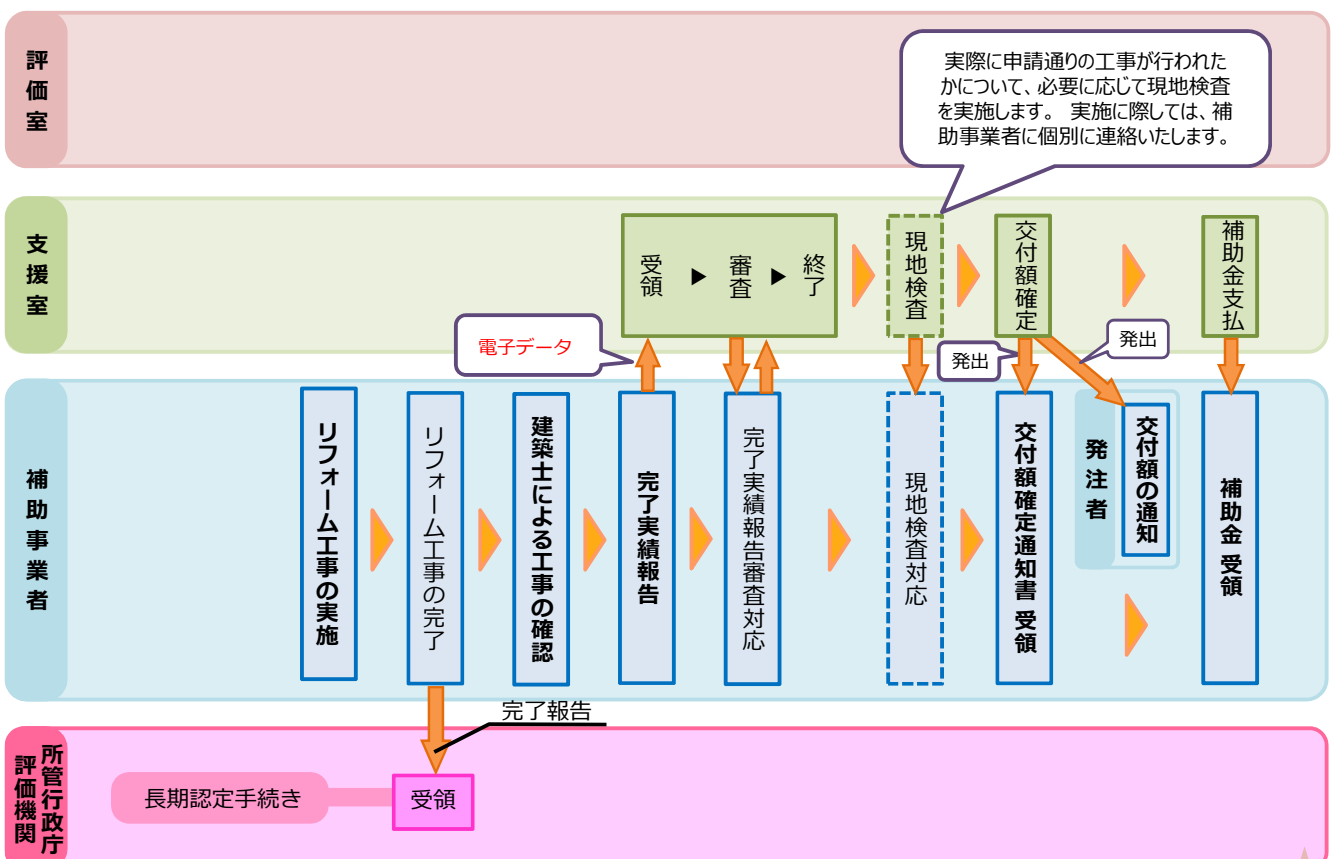 評価室
実際に申請通りの工事が行われた
かについて、必要に応じて現地検査
を実施します。 実施に際しては、補
助事業者に個別に連絡いたします。
支援室
受領 ▶ 審査 ▶ 終了
現地検査
交付額確定
補助金支払
電子データ
発出
発出
補助事業者
リフォーム工事の実施
リフォーム工事の完了
建築士による工事の確認
完了実績報告
完了実績報告審査対応
現地検査対応
交付額確定通知書 受領
発注者
交付額の通知
補助金 受領
完了報告
所管行政庁
評価機関
長期認定手続き
受領